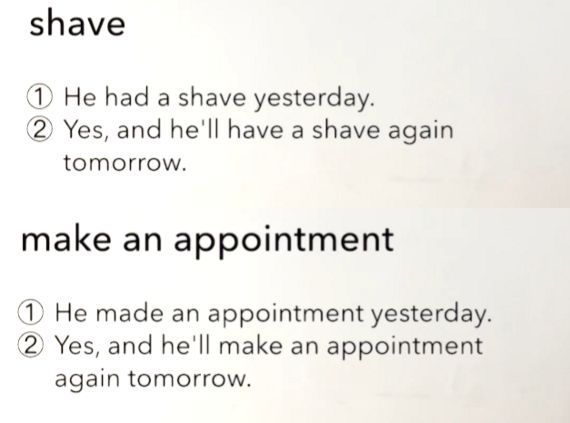 shave
① He had a shave yesterday.
② Yes, and he'll have a shave again
tomorrow.
make an appointment
① He made an appointment yesterday.
② Yes, and he'll make an appointment
again tomorrow.